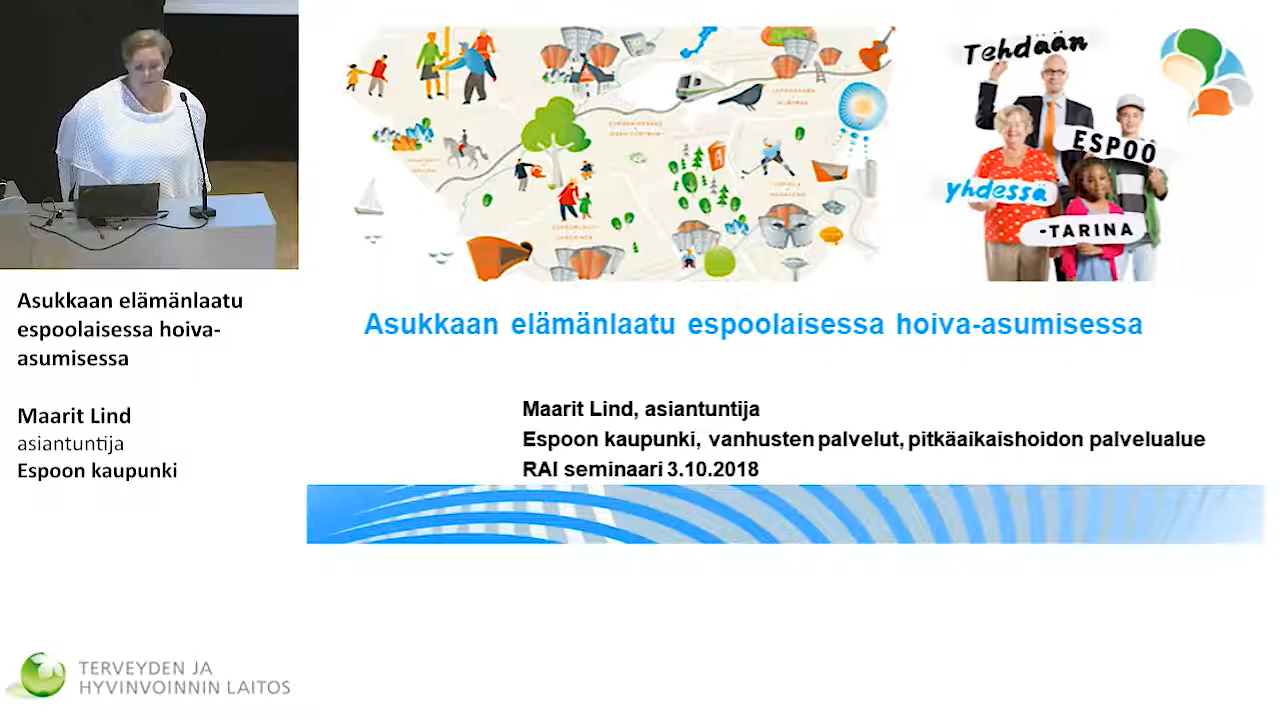 Asukkaan elämänlaatu
espoolaisessa hoiva-
asumisessa
Maarit Lind
asiantuntija
Espoon kaupunki
TERVEYDEN JA
HYVINVOINNIN LAITOS
Tehdään
ESPOO
yhdessä
-TARINA
Asukkaan elämänlaatu espoolaisessa hoiva-asumisessa
Maarit Lind, asiantuntija
Espoon kaupunki, vanhusten palvelut, pitkäaikaishoidon palvelualue
RAI seminaari 3.10.2018